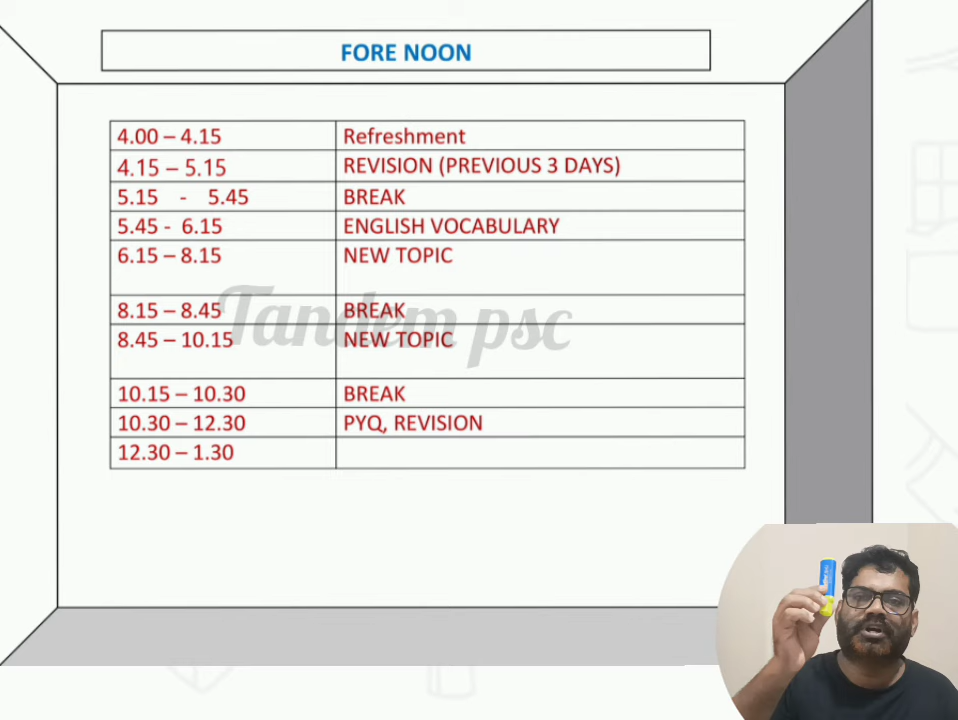 FORE NOON
4.00 – 4.15 Refreshment
4.15 – 5.15 REVISION (PREVIOUS 3 DAYS)
5.15 - 5.45 BREAK
5.45 - 6.15 ENGLISH VOCABULARY
6.15 – 8.15 NEW TOPIC
8.15 – 8.45 BREAK
Tandem psc
8.45 – 10.15 NEW TOPIC
10.15 – 10.30 BREAK
10.30 – 12.30 PYQ, REVISION
12.30 – 1.30